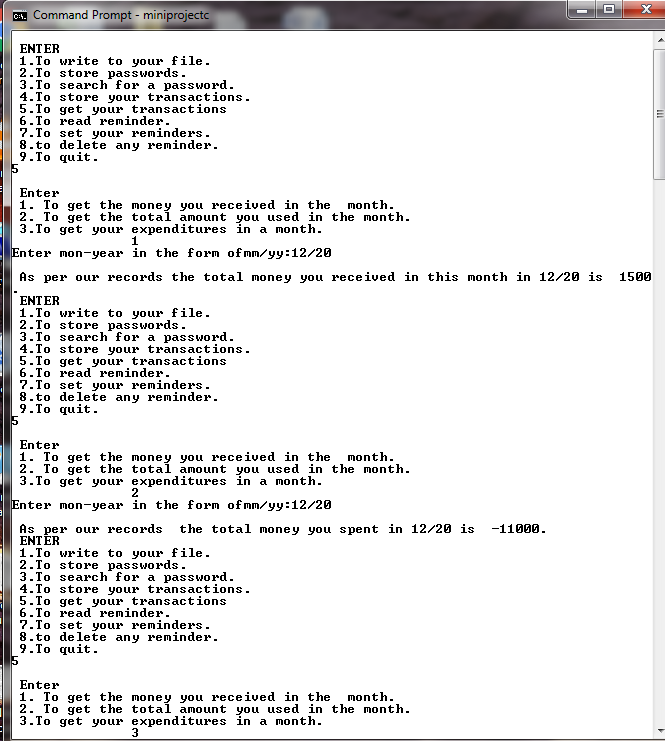 Command Prompt - miniprojectc
ENTER
1.To write to your file.
2.To store passwords.
3.To search for a password.
4.To store your transactions.
5.To get your transactions
6.To read reminder.
7.To set your reminders.
8.to delete any reminder.
9.To quit.
5
Enter
1. To get the money you received in the  month.
2. To get the total amount you used in the month.
3.To get your expenditures in a month.
1
Enter mon-year in the form ofmm/yy:12/20
As per our records the total money you received in this month in 12/20 is  1500
.
ENTER
1.To write to your file.
2.To store passwords.
3.To search for a password.
4.To store your transactions.
5.To get your transactions
6.To read reminder.
7.To set your reminders.
8.to delete any reminder.
9.To quit.
5
Enter
1. To get the money you received in the  month.
2. To get the total amount you used in the month.
3.To get your expenditures in a month.
2
Enter mon-year in the form ofmm/yy:12/20
As per our records  the total money you spent in 12/20 is  -11000.
ENTER
1.To write to your file.
2.To store passwords.
3.To search for a password.
4.To store your transactions.
5.To get your transactions
6.To read reminder.
7.To set your reminders.
8.to delete any reminder.
9.To quit.
5
Enter
1. To get the money you received in the  month.
2. To get the total amount you used in the month.
3.To get your expenditures in a month.
3